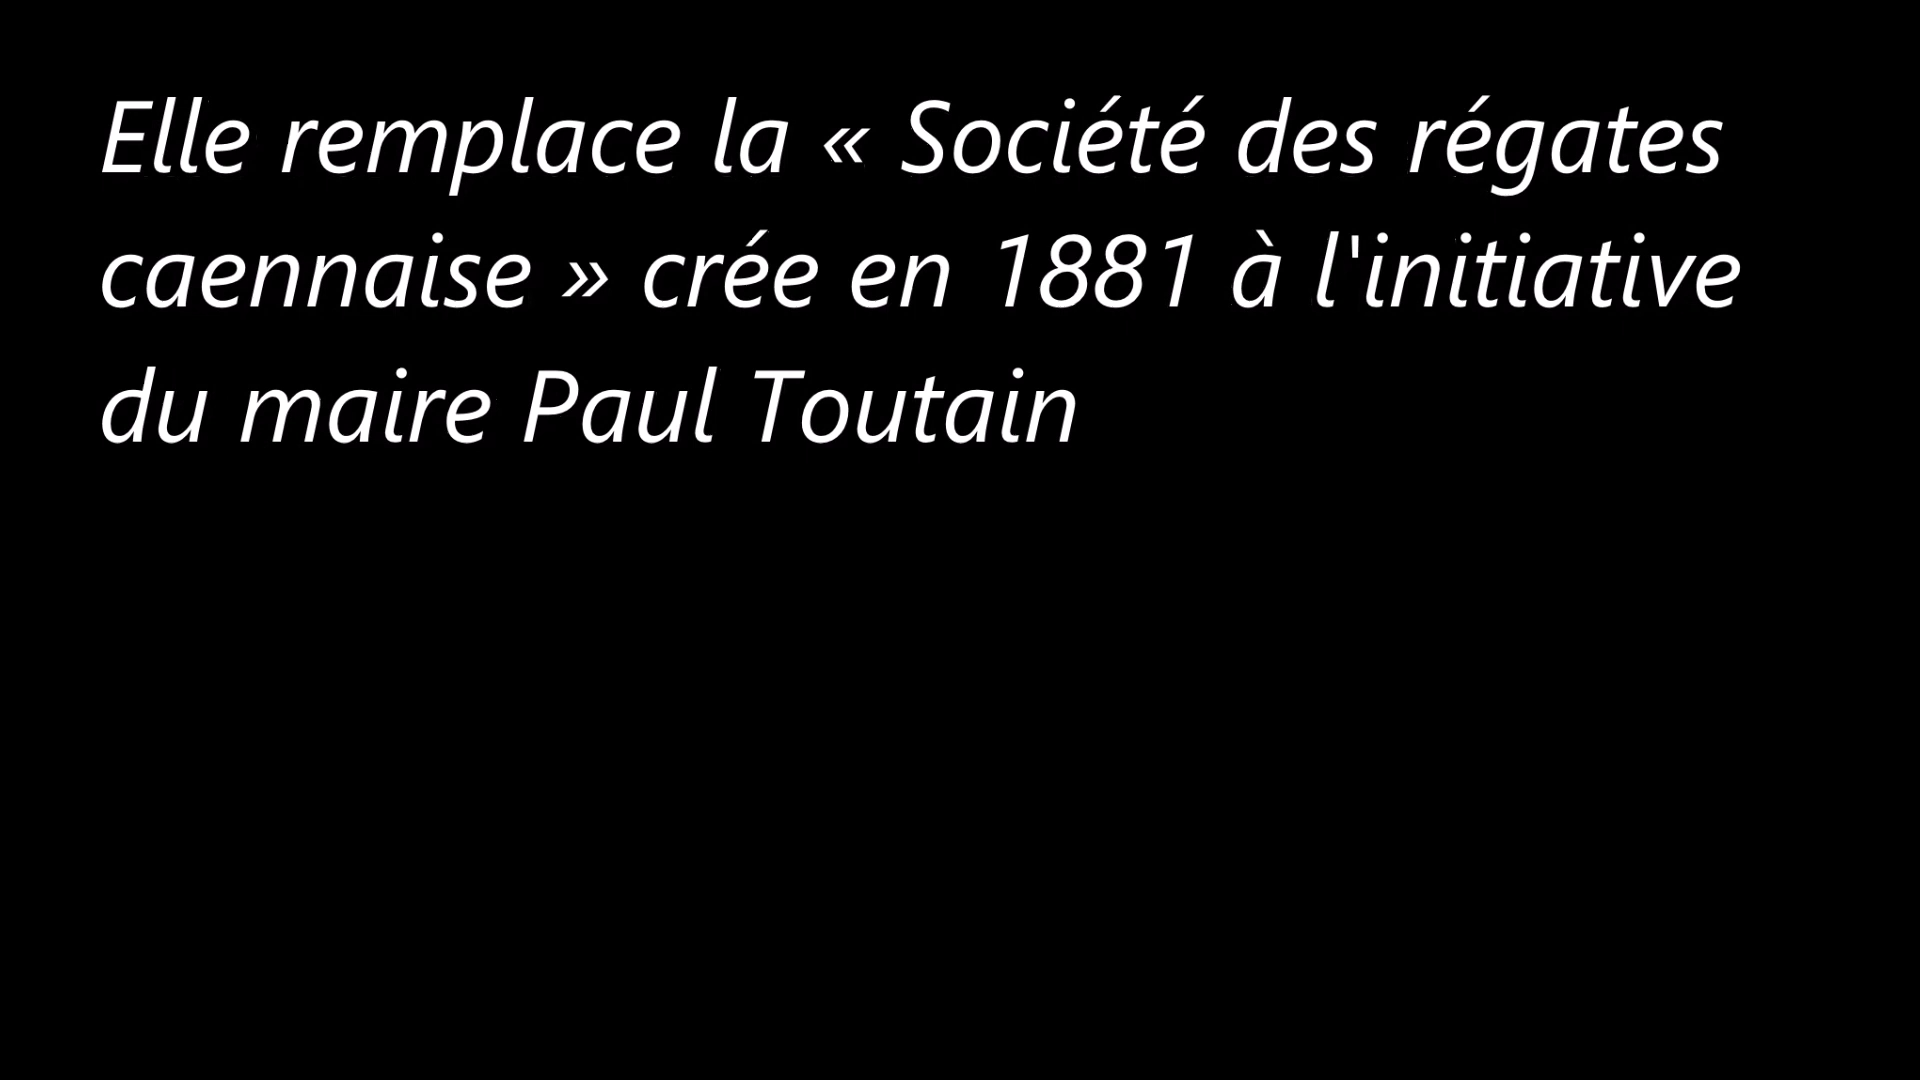 Elle remplace la « Société des régates
caennaise » crée en 1881 à l'initiative
du maire Paul Toutain